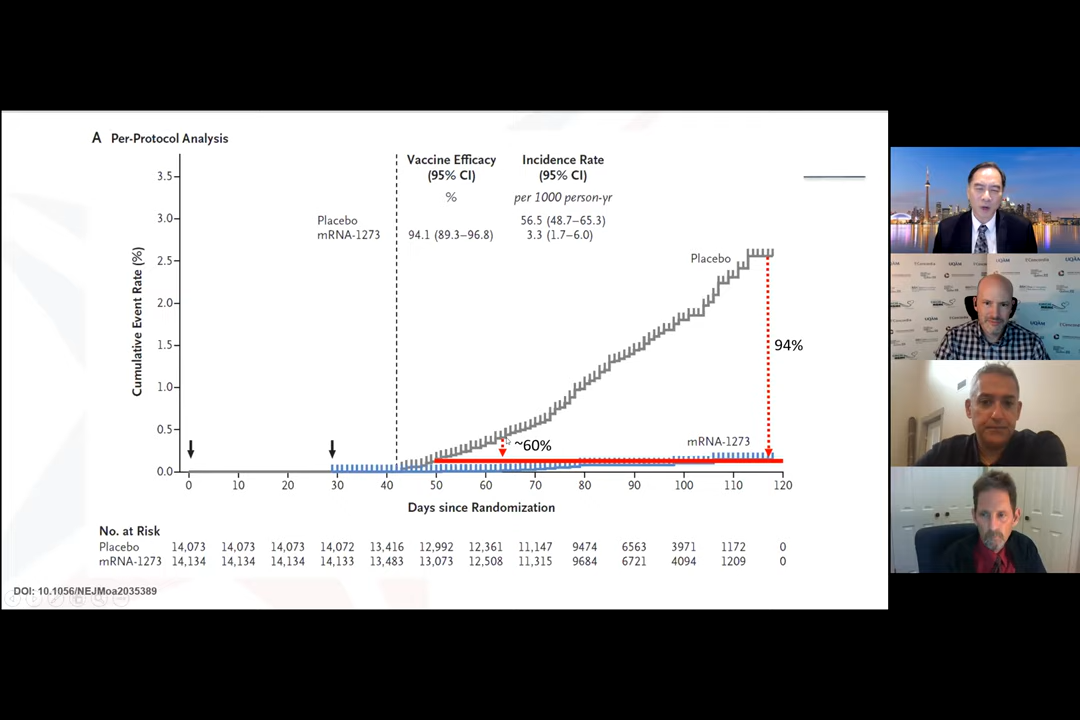 A Per-Protocol Analysis
Vaccine Efficacy
(95% CI)
Incidence Rate
(95% CI)
%
per 1000 person-yr
Placebo 56.5 (48.7–65.3)
mRNA-1273 94.1 (89.3–96.8) 3.3 (1.7–6.0)
Cumulative Event Rate (%)
3.5
3.0
2.5
2.0
1.5
1.0
0.5
0.0
Placebo
94%
mRNA-1273
~60%
0 10 20 30 40 50 60 70 80 90 100 110 120
Days since Randomization
No. at Risk
Placebo 14,073 14,073 14,073 14,072 13,416 12,992 12,361 11,147 9474 6563 3971 1172 0
mRNA-1273 14,134 14,134 14,134 14,133 13,483 13,073 12,508 11,315 9684 6721 4094 1209 0
DOI: 10.1056/NEJMoa2035389
UQÀM
Concordia
UQÀM